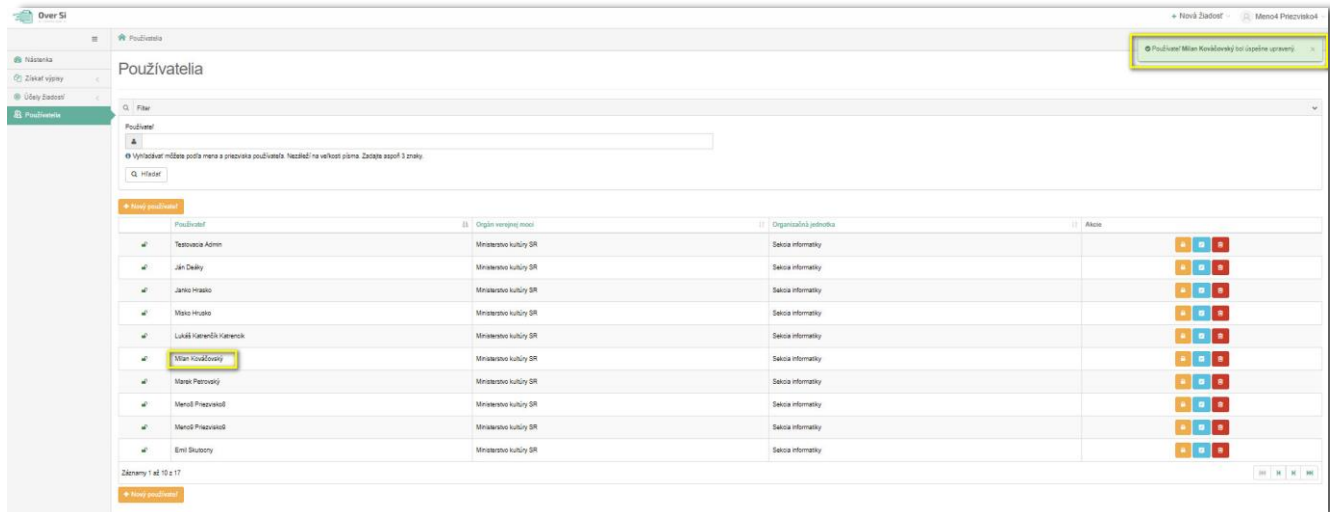 Over Si
+ Nová Žiadosť
Meno4 Priezvisko4
Používatelia
Používateľ Milan Kováčovský bol úspešne upravený.
Nástenka
Získať výpisy
Účely žiadostí
Používatelia
Používatelia
Filter
Používateľ
Vyhľadávať môžete podľa mena a priezviska používateľa. Nezáleží na veľkosti písma. Zadajte aspoň 3 znaky.
Hľadať
+ Nový používateľ
Používateľ Orgán verejnej moci Organizačná jednotka Akcie
Testovacia Admin Ministerstvo kultúry SR Sekcia informatiky
Ján Deáky Ministerstvo kultúry SR Sekcia informatiky
Janko Hrasko Ministerstvo kultúry SR Sekcia informatiky
Misko Hrusko Ministerstvo kultúry SR Sekcia informatiky
Lukáš Katrenčík Katrencik Ministerstvo kultúry SR Sekcia informatiky
Milan Kováčovský Ministerstvo kultúry SR Sekcia informatiky
Marek Petrovský Ministerstvo kultúry SR Sekcia informatiky
Ministerstvo kultúry SR Sekcia informatiky
Ministerstvo kultúry SR Sekcia informatiky
Emil Skutocny Ministerstvo kultúry SR Sekcia informatiky
Záznamy 1 až 10 z 17
+ Nový používateľ